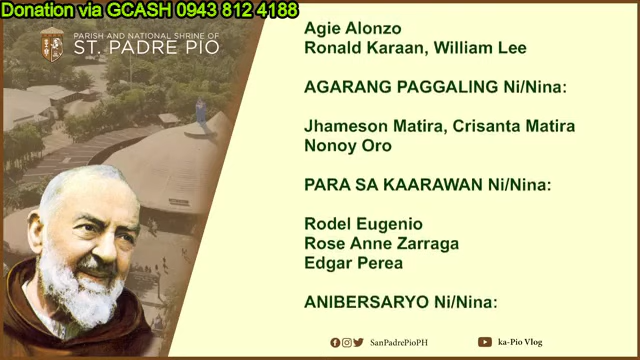 Donation via GCASH 0943 812 4188
PARISH AND NATIONAL SHRINE OF
ST. PADRE PIO
Agie Alonzo
Ronald Karaan, William Lee
AGARANG PAGGALING Ni/Nina:
Jhameson Matira, Crisanta Matira
Nonoy Oro
PARA SA KAARAWAN Ni/Nina:
Rodel Eugenio
Rose Anne Zarraga
Edgar Perea
ANIBERSARYO Ni/Nina:
SanPadrePioPH
ka-Pio Vlog